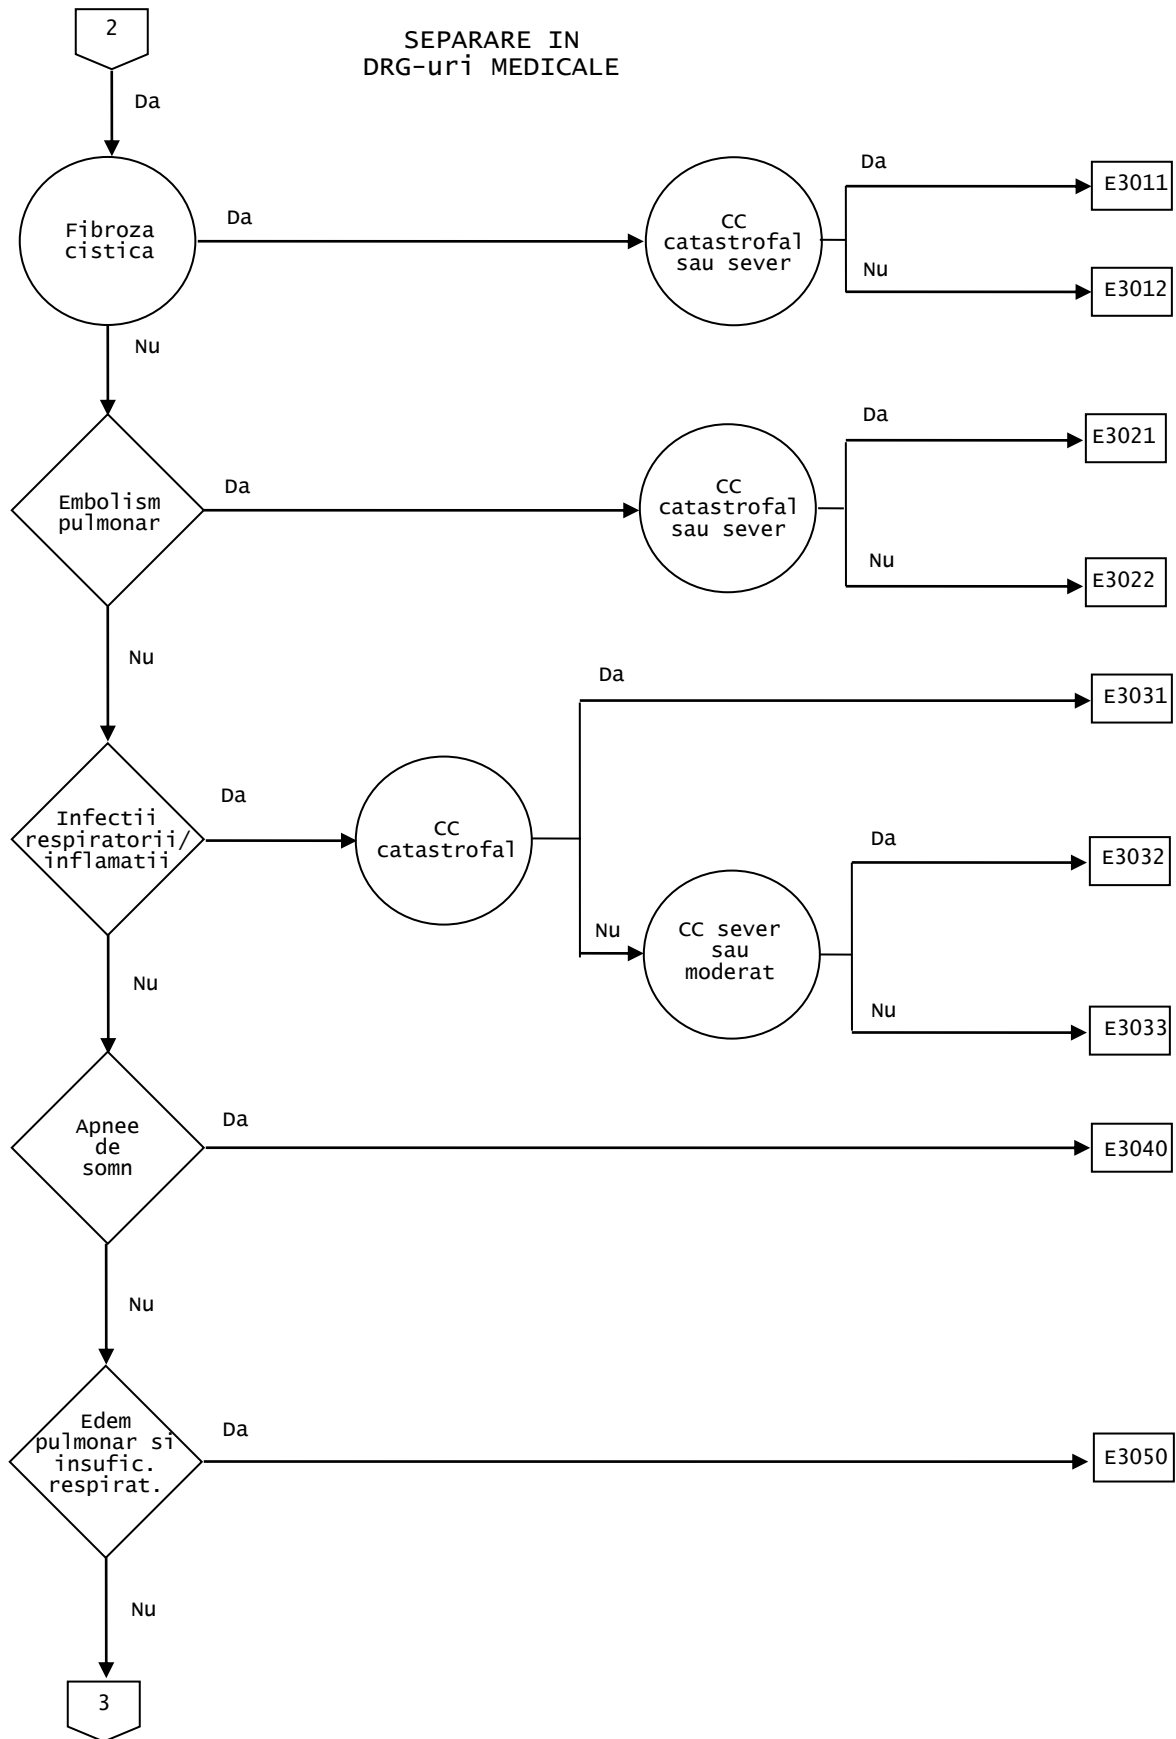 2
SEPARARE IN
DRG-uri MEDICALE
Da
Fibroza
cistica
Da
CC
catastrofal
sau sever
Da
E3011
Nu
E3012
Nu
Embolism
pulmonar
Da
CC
catastrofal
sau sever
Da
E3021
Nu
E3022
Nu
Infectii
respiratorii/
inflamatii
Da
CC
catastrofal
Da
E3031
Nu
CC sever
sau
moderat
Da
E3032
Nu
E3033
Nu
Apnee
de
somn
Da
E3040
Nu
Edem
pulmonar si
insufic.
respirat.
Da
E3050
Nu
3